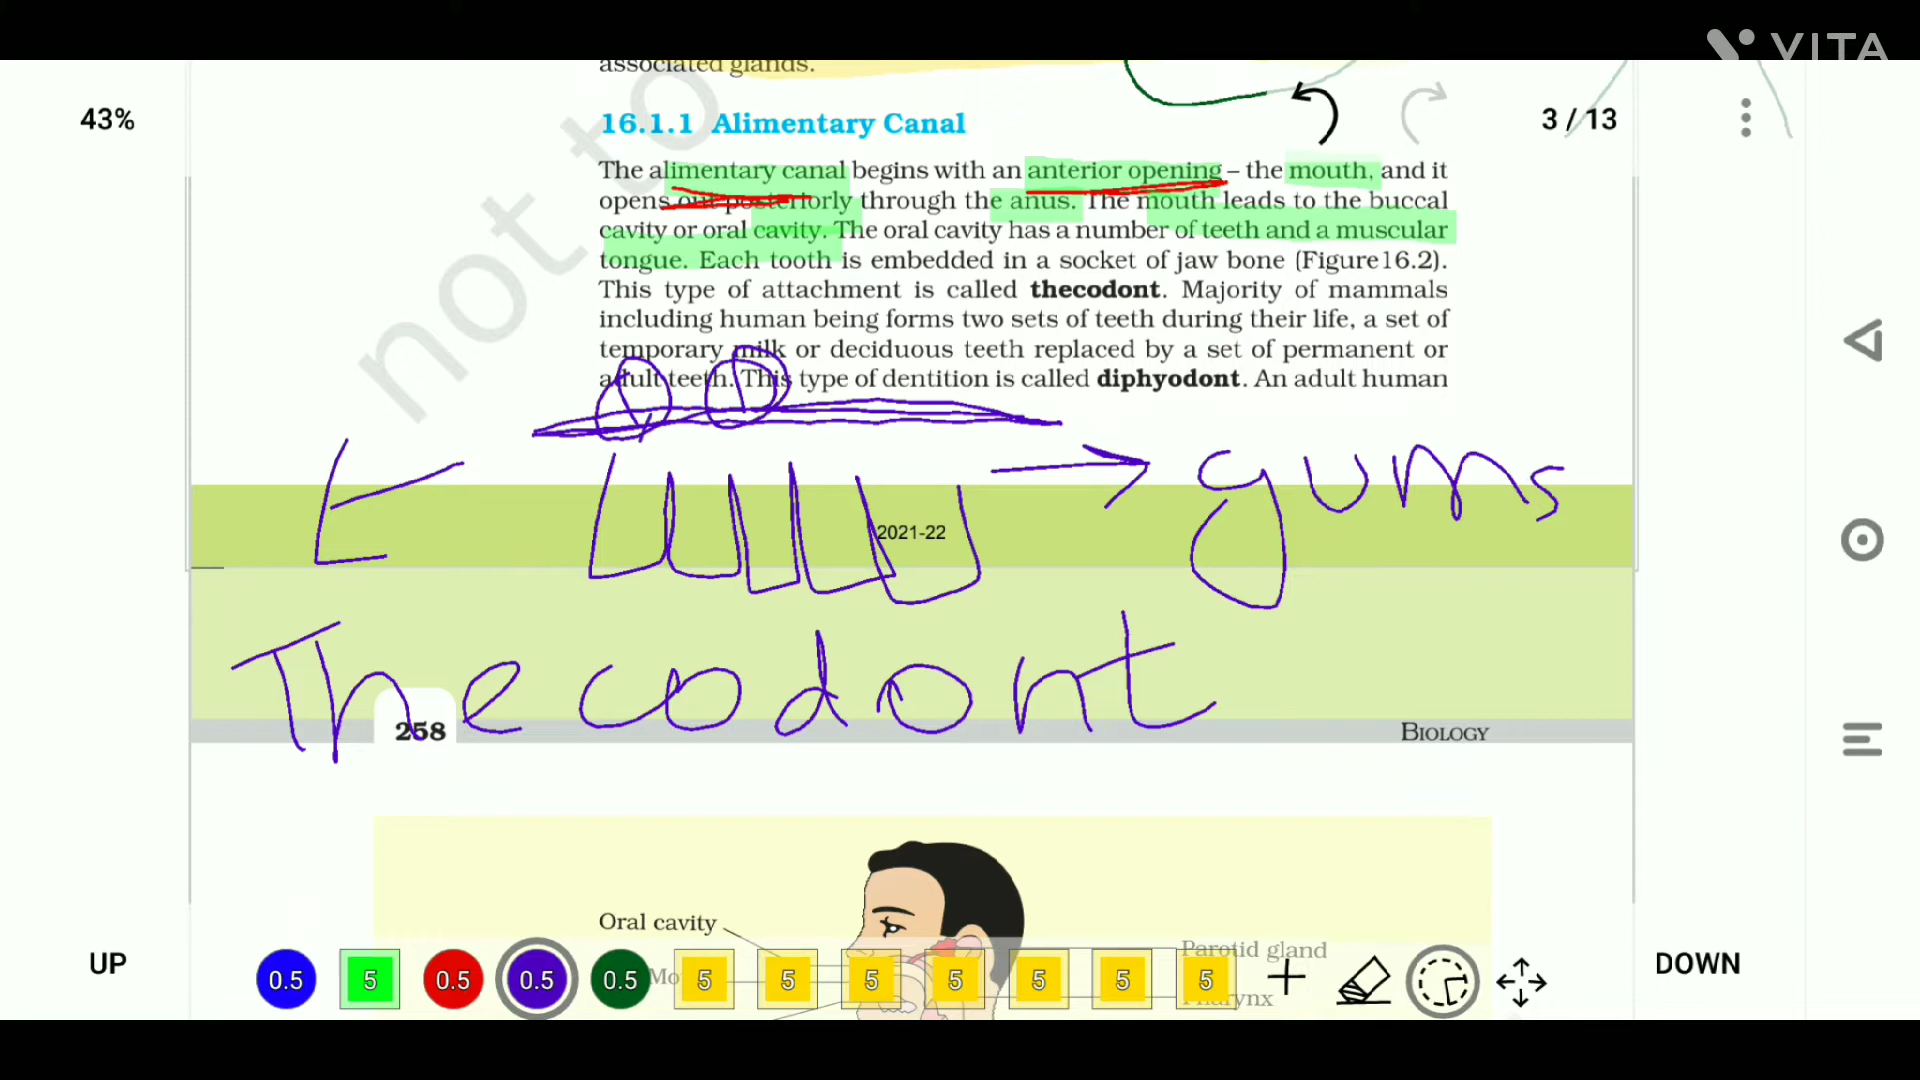 VITA
associated glands.
43%
16.1.1 Alimentary Canal
3 / 13
The alimentary canal begins with an anterior opening – the mouth, and it
opens out posteriorly through the anus. The mouth leads to the buccal
cavity or oral cavity. The oral cavity has a number of teeth and a muscular
tongue. Each tooth is embedded in a socket of jaw bone (Figure16.2).
This type of attachment is called thecodont. Majority of mammals
including human being forms two sets of teeth during their life, a set of
temporary milk or deciduous teeth replaced by a set of permanent or
adult teeth. This type of dentition is called diphyodont. An adult human
not to
gums
2021-22
Thecodont
258
BIOLOGY
Oral cavity
Parotid gland
UP
0.5 5 0.5 0.5 0.5 5 5 5 5 5 5 5
DOWN